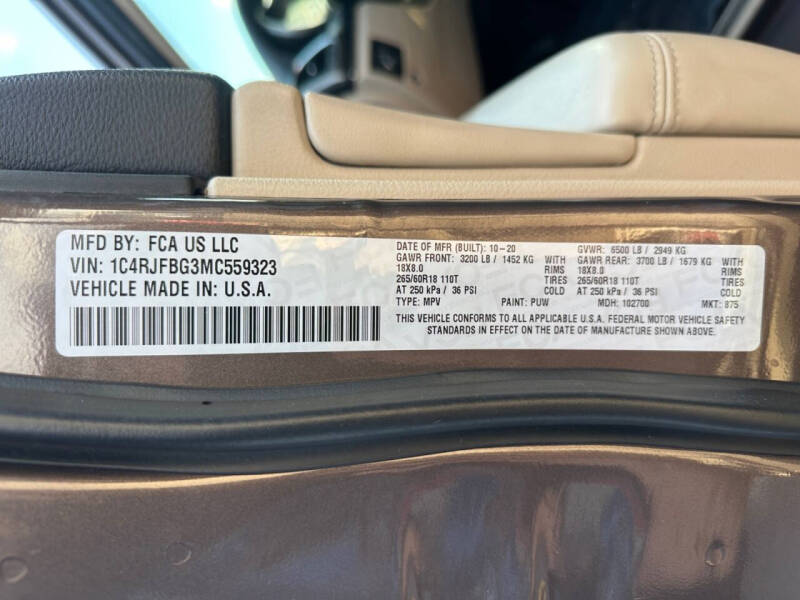 MFD BY: FCA US LLC
VIN: 1C4RJFBG3MC559323
VEHICLE MADE IN: U.S.A.
DATE OF MFR (BUILT): 10-20 GVWR: 6500 LB / 2949 KG
GAWR FRONT: 3200 LB / 1452 KG WITH GAWR REAR: 3700 LB / 1679 KG WITH
18X8.0 RIMS 18X8.0 RIMS
265/60R18 110T TIRES 265/60R18 110T TIRES
AT 250 kPa / 36 PSI COLD AT 250 kPa / 36 PSI COLD
TYPE: MPV PAINT: PUW MDH: 102700 MKT: 875
THIS VEHICLE CONFORMS TO ALL APPLICABLE U.S.A. FEDERAL MOTOR VEHICLE SAFETY
STANDARDS IN EFFECT ON THE DATE OF MANUFACTURE SHOWN ABOVE.